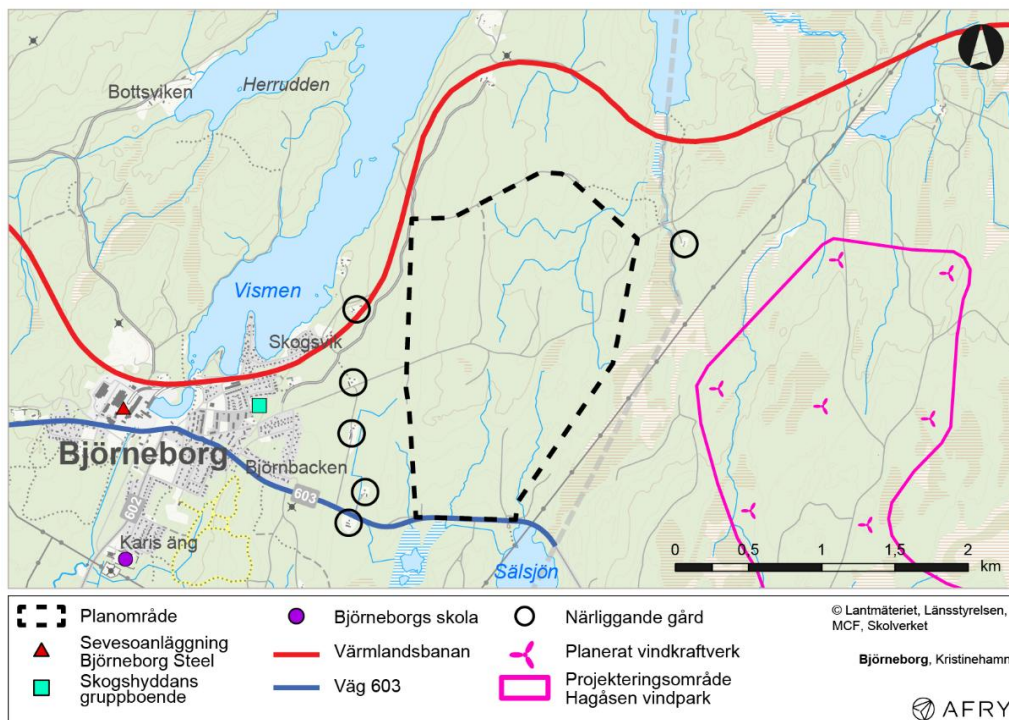 Bottsviken
Herrudden
Vismen
Skogsvik
Björneborg
Björnbacken
603
602
Karis äng
Sälsjön
0 0,5 1 1,5 2
km
Planområde
Sevesoanläggning
Björneborg Steel
Skogshyddans
gruppboende
Björneborgs skola
Värmlandsbanan
Väg 603
Närliggande gård
Planerat vindkraftverk
Projekteringsområde
Hagåsen vindpark
© Lantmäteriet, Länsstyrelsen,
MCF, Skolverket
Björneborg, Kristinehamn
AFRY